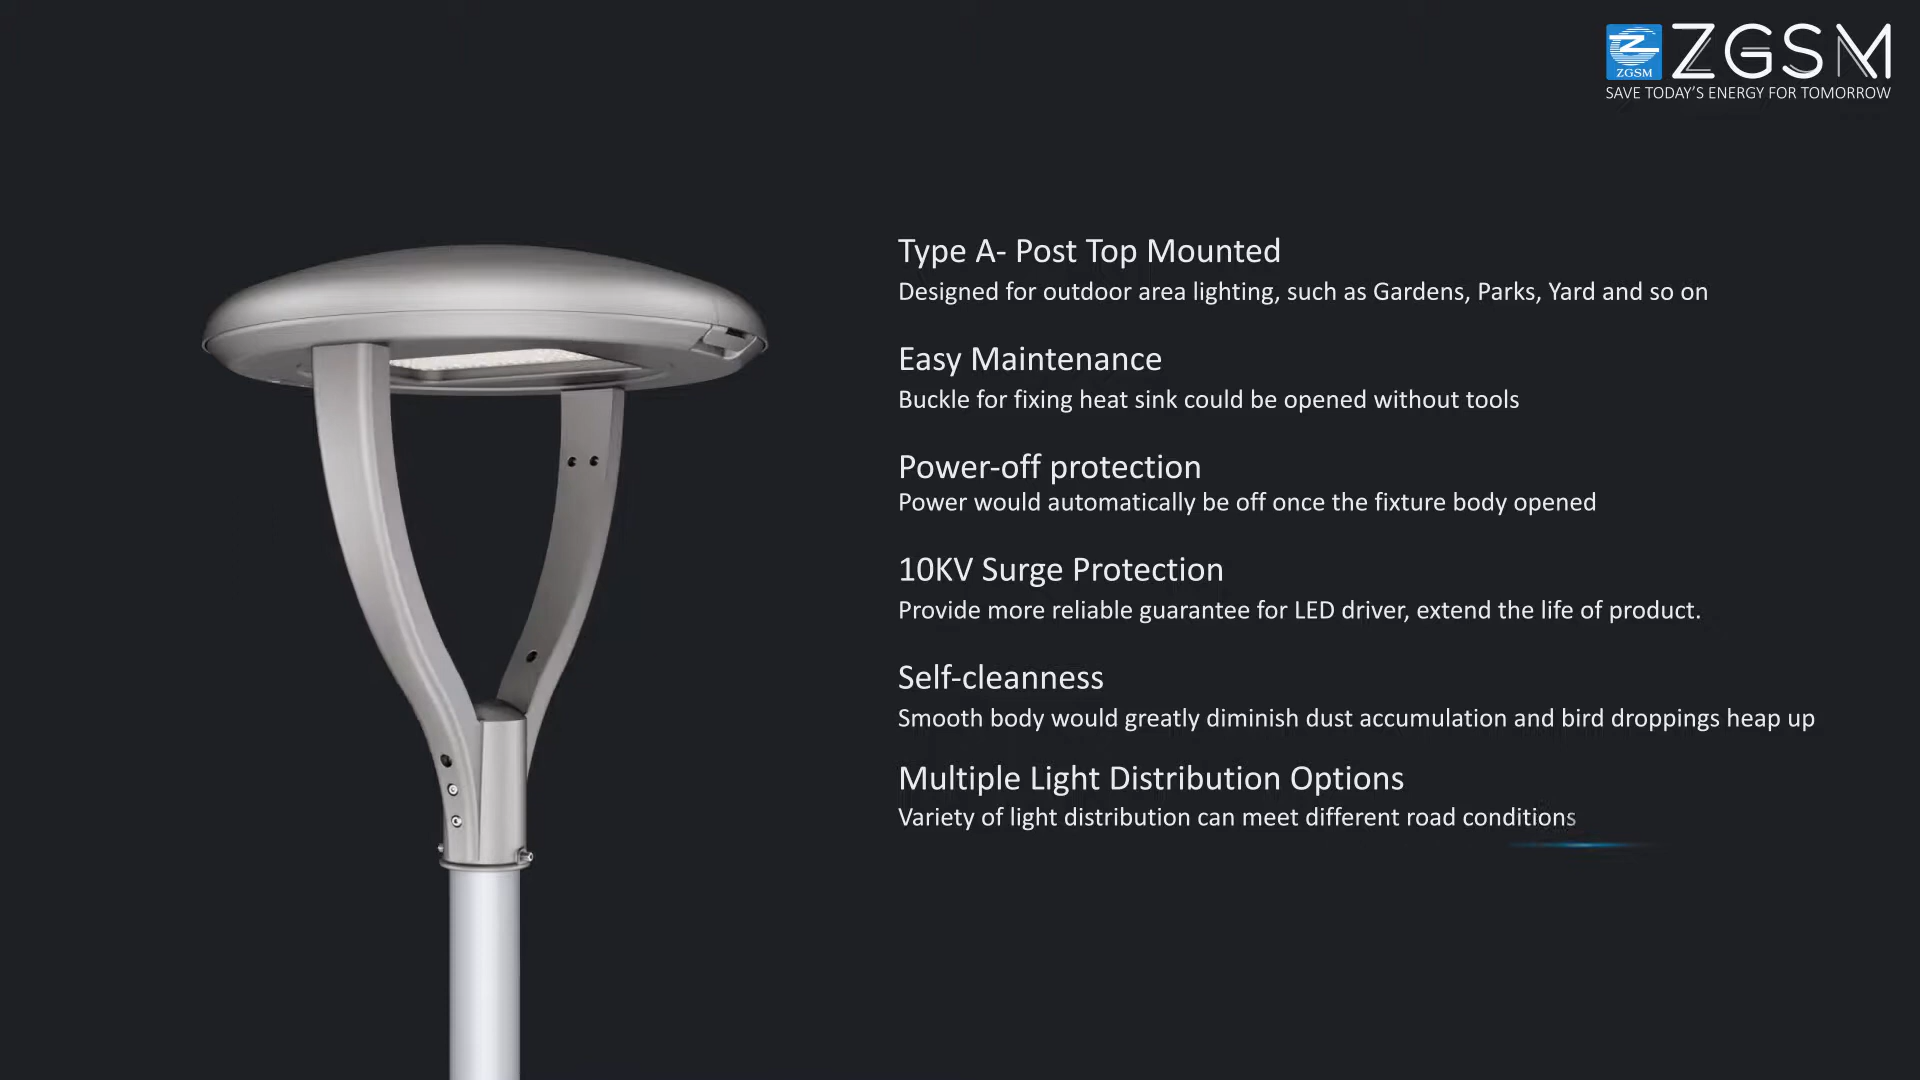 ZGSM
ZGSM
SAVE TODAY'S ENERGY FOR TOMORROW
Type A- Post Top Mounted
Designed for outdoor area lighting, such as Gardens, Parks, Yard and so on
Easy Maintenance
Buckle for fixing heat sink could be opened without tools
Power-off protection
Power would automatically be off once the fixture body opened
10KV Surge Protection
Provide more reliable guarantee for LED driver, extend the life of product.
Self-cleanness
Smooth body would greatly diminish dust accumulation and bird droppings heap up
Multiple Light Distribution Options
Variety of light distribution can meet different road conditions